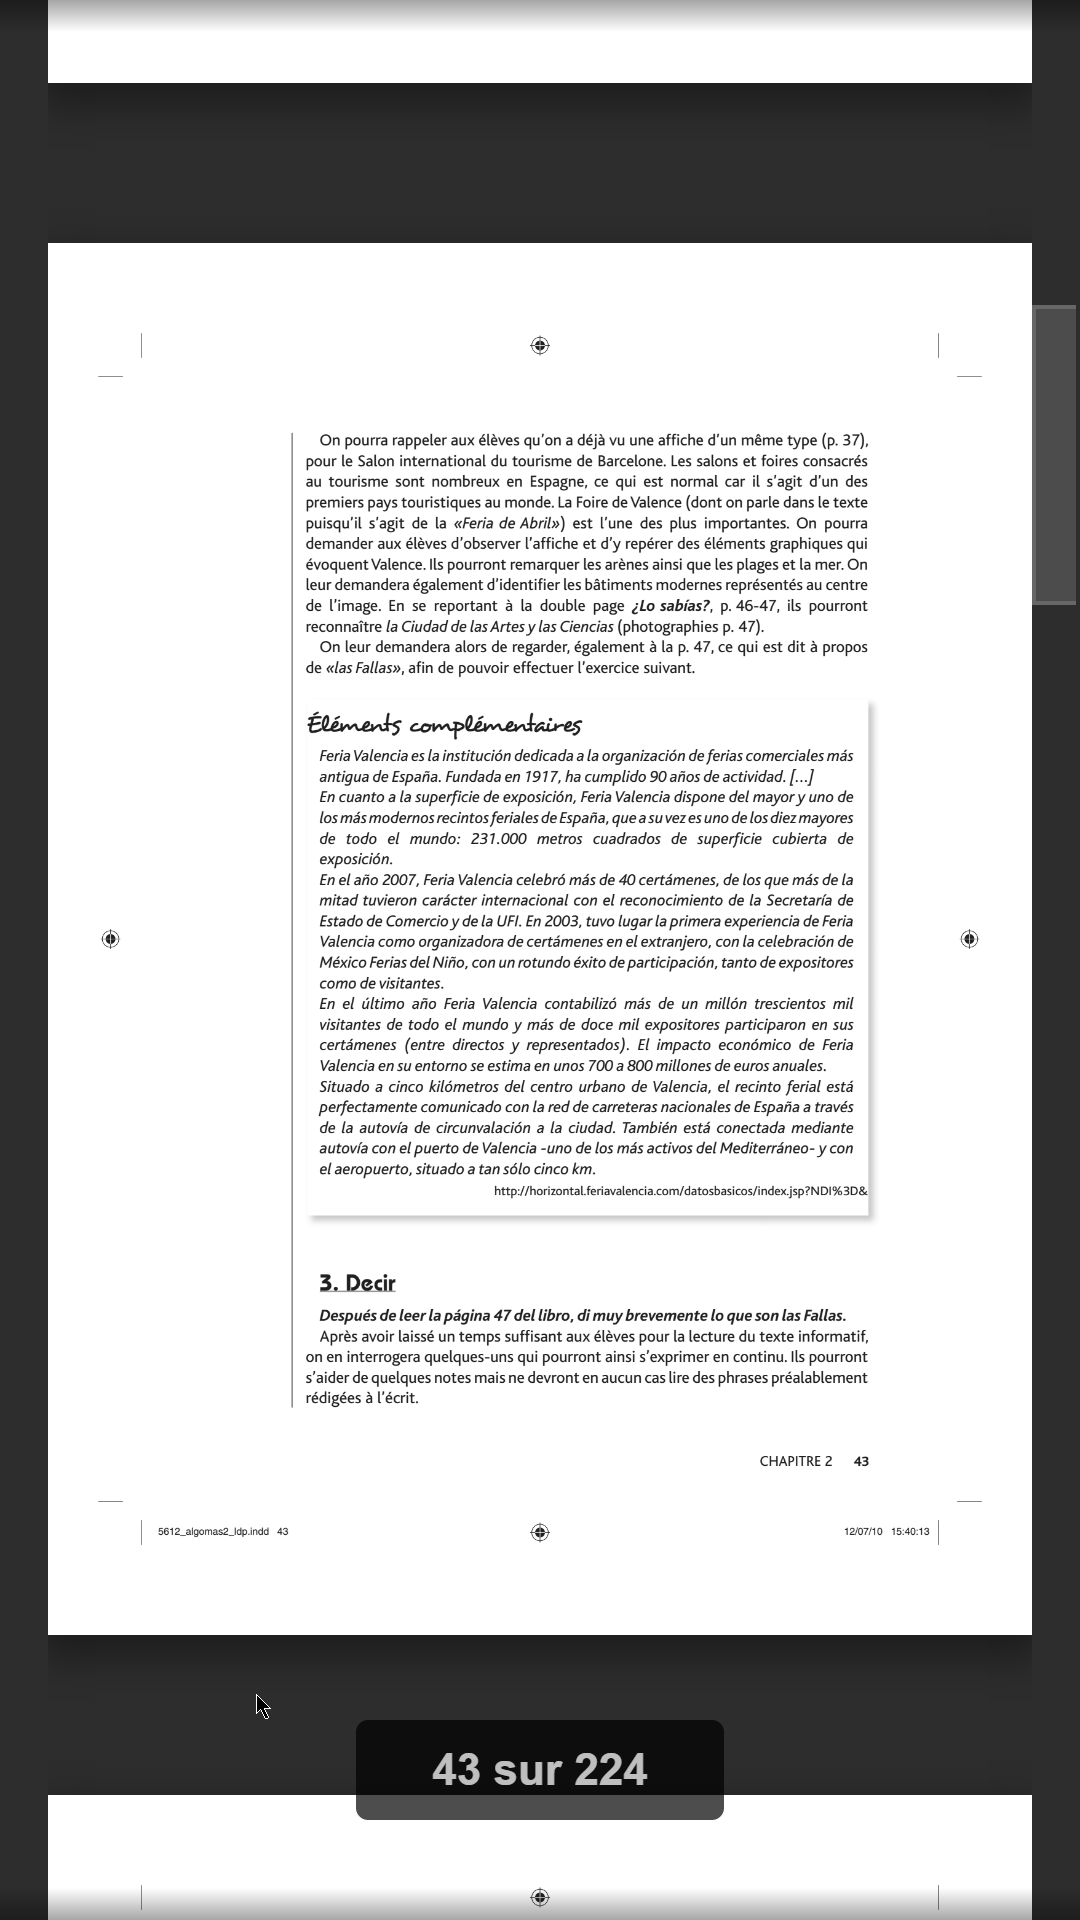 On pourra rappeler aux élèves qu’on a déjà vu une affiche d’un même type (p. 37),
pour le Salon international du tourisme de Barcelone. Les salons et foires consacrés
au tourisme sont nombreux en Espagne, ce qui est normal car il s’agit d’un des
premiers pays touristiques au monde. La Foire de Valence (dont on parle dans le texte
puisqu’il s’agit de la «Feria de Abril») est l’une des plus importantes. On pourra
demander aux élèves d’observer l’affiche et d’y repérer des éléments graphiques qui
évoquent Valence. Ils pourront remarquer les arènes ainsi que les plages et la mer. On
leur demandera également d’identifier les bâtiments modernes représentés au centre
de l’image. En se reportant à la double page ¿Lo sabías?, p. 46-47, ils pourront
reconnaître la Ciudad de las Artes y las Ciencias (photographies p. 47).
On leur demandera alors de regarder, également à la p. 47, ce qui est dit à propos
de «las Fallas», afin de pouvoir effectuer l’exercice suivant.
Éléments complémentaires
Feria Valencia es la institución dedicada a la organización de ferias comerciales más
antigua de España. Fundada en 1917, ha cumplido 90 años de actividad. [...]
En cuanto a la superficie de exposición, Feria Valencia dispone del mayor y uno de
los más modernos recintos feriales de España, que a su vez es uno de los diez mayores
de todo el mundo: 231.000 metros cuadrados de superficie cubierta de
exposición.
En el año 2007, Feria Valencia celebró más de 40 certámenes, de los que más de la
mitad tuvieron carácter internacional con el reconocimiento de la Secretaría de
Estado de Comercio y de la UFI. En 2003, tuvo lugar la primera experiencia de Feria
Valencia como organizadora de certámenes en el extranjero, con la celebración de
México Ferias del Niño, con un rotundo éxito de participación, tanto de expositores
como de visitantes.
En el último año Feria Valencia contabilizó más de un millón trescientos mil
visitantes de todo el mundo y más de doce mil expositores participaron en sus
certámenes (entre directos y representados). El impacto económico de Feria
Valencia en su entorno se estima en unos 700 a 800 millones de euros anuales.
Situado a cinco kilómetros del centro urbano de Valencia, el recinto ferial está
perfectamente comunicado con la red de carreteras nacionales de España a través
de la autovía de circunvalación a la ciudad. También está conectada mediante
autovía con el puerto de Valencia -uno de los más activos del Mediterráneo- y con
el aeropuerto, situado a tan sólo cinco km.
http://horizontal.feriavalencia.com/datosbasicos/index.jsp?NDI%3D&
3. Decir
Después de leer la página 47 del libro, di muy brevemente lo que son las Fallas.
Après avoir laissé un temps suffisant aux élèves pour la lecture du texte informatif,
on en interrogera quelques-uns qui pourront ainsi s’exprimer en continu. Ils pourront
s’aider de quelques notes mais ne devront en aucun cas lire des phrases préalablement
rédigées à l’écrit.
CHAPITRE 2 43
5612_algomas2_ldp.indd 43 12/07/10 15:40:13
43 sur 224